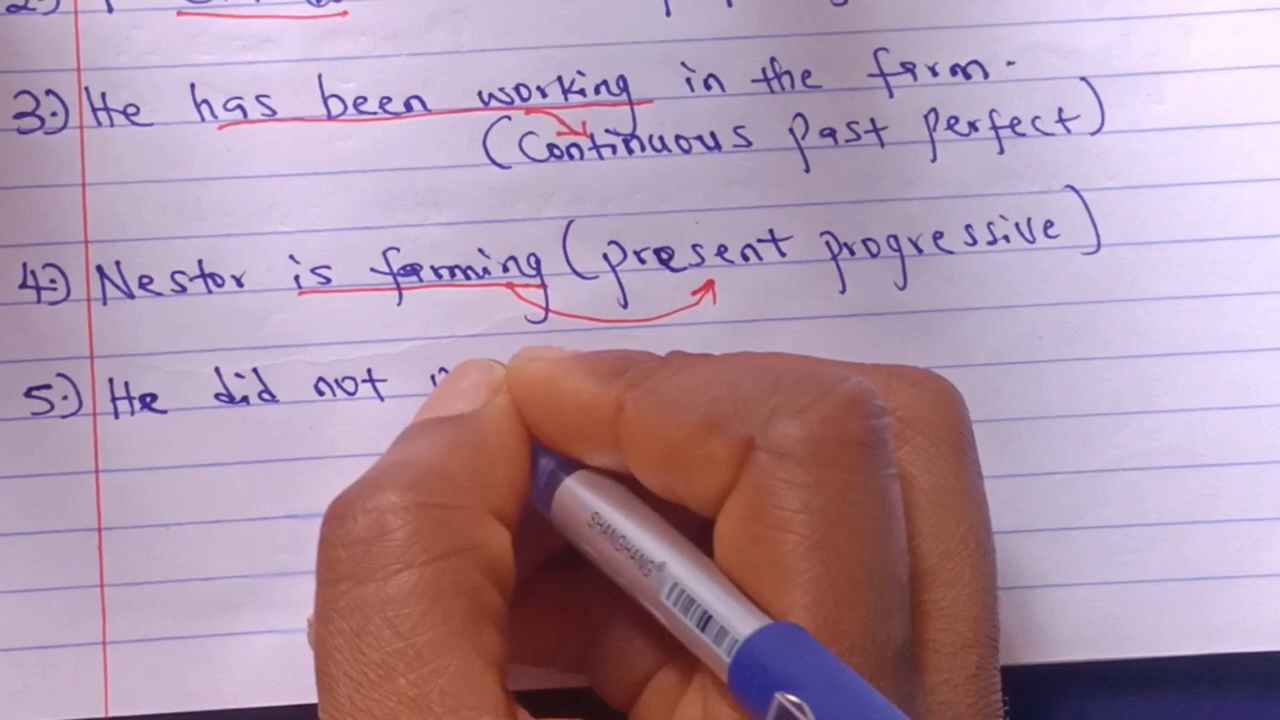 3.) He has been working in the farm.
(Continuous past perfect)
4.) Nestor is farming (present progressive)
5.) He did not
SHANGHANG